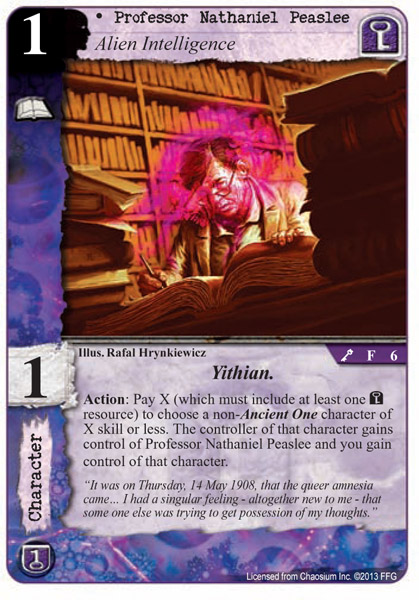 1
• Professor Nathaniel Peaslee
Alien Intelligence
Illus. Rafal Hrynkiewicz
F 6
1
Yithian.
Action: Pay X (which must include at least one
resource) to choose a non-Ancient One character of
X skill or less. The controller of that character gains
control of Professor Nathaniel Peaslee and you gain
control of that character.
“It was on Thursday, 14 May 1908, that the queer amnesia
came... I had a singular feeling - altogether new to me - that
some one else was trying to get possession of my thoughts.”
Character
1
Licensed from Chaosium Inc. ©2013 FFG